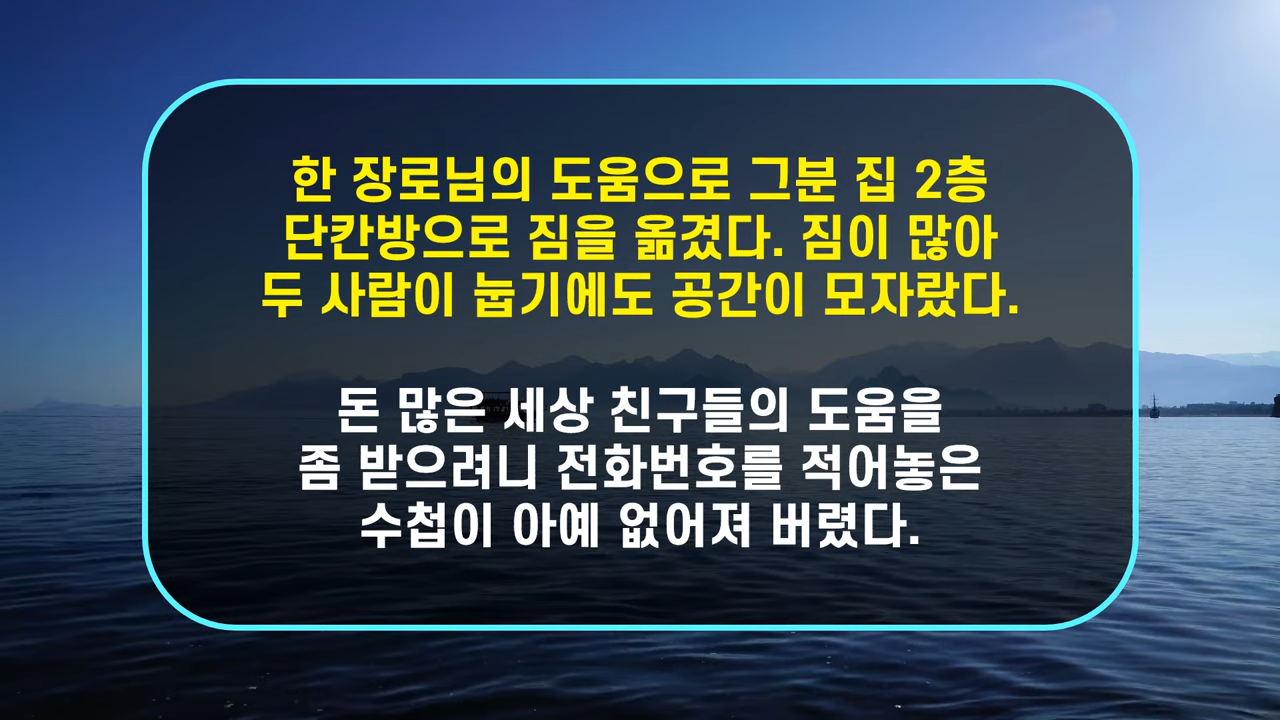 한 장로님의 도움으로 그분 집 2층
단칸방으로 짐을 옮겼다. 짐이 많아
두 사람이 눕기에도 공간이 모자랐다.
돈 많은 세상 친구들의 도움을
좀 받으려니 전화번호를 적어놓은
수첩이 아예 없어져 버렸다.